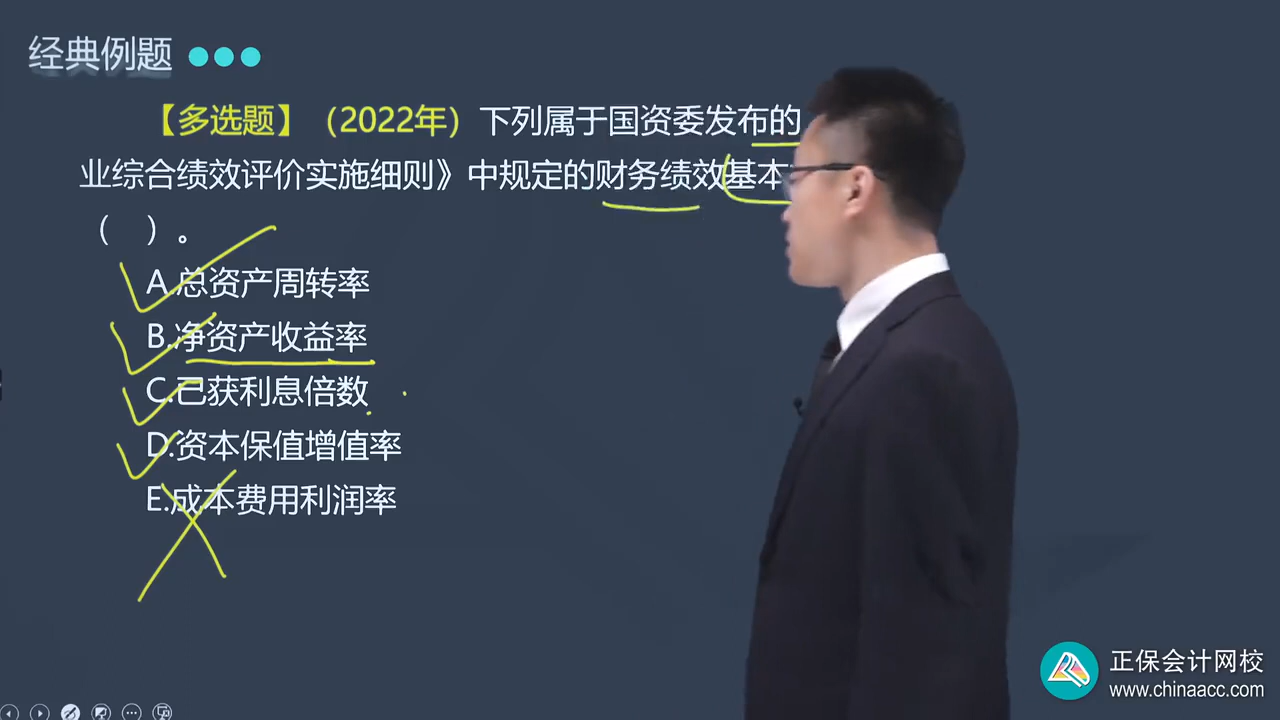 经典例题
【多选题】（2022年）下列属于国资委发布的
业综合绩效评价实施细则》中规定的财务绩效基本
（ ）。
A.总资产周转率
B.净资产收益率
C.已获利息倍数
D.资本保值增值率
E.成本费用利润率
正保会计网校
www.chinaacc.com